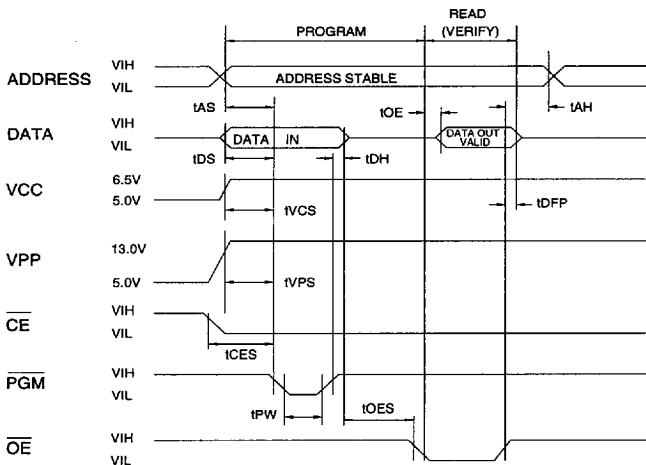 READ
PROGRAM (VERIFY)
ADDRESS VIH VIL ADDRESS STABLE
tAS tOE tAH
DATA VIH VIL DATA IN DATA OUT VALID
tDS tDH
VCC 6.5V 5.0V
tVCS tDFP
VPP 13.0V 5.0V
tVPS
CE VIH VIL
tCES
PGM VIH VIL
tPW tOES
OE VIH VIL